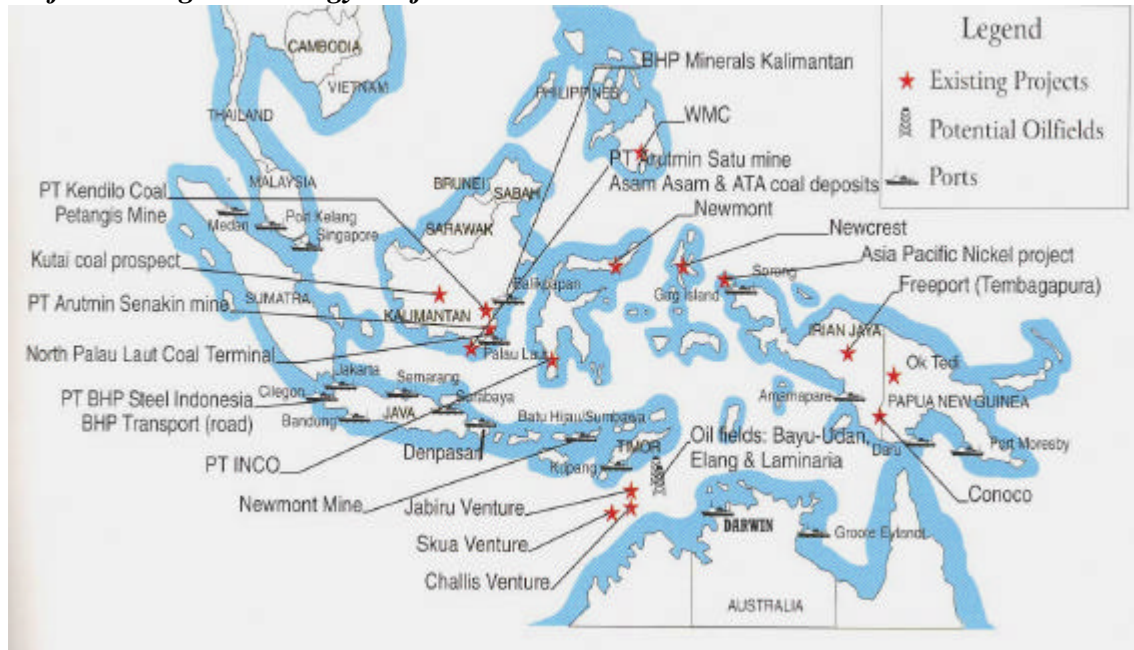 Legend
Existing Projects
Potential Oilfields
Ports
CAMBODIA
VIETNAM
THAILAND
PHILIPPINES
BHP Minerals Kalimantan
WMC
PT Arutmin Satu mine
Asam Asam & ATA coal deposits
Newmont
Newcrest
Asia Pacific Nickel project
Freeport (Tembagapura)
MALAYSIA
BRUNEI
SABAH
SARAWAK
PT Kendilo Coal
Petangis Mine
Medan
Port Kelang
Singapore
Kutai coal prospect
SUMATRA
PT Arutmin Senakin mine
KALIMANTAN
Balikpapan
Gag Island
Sorong
IRIAN JAYA
Ok Tedi
North Palau Laut Coal Terminal
Palau Laut
Jakarta
Cilegon
Semarang
Surabaya
PT BHP Steel Indonesia
BHP Transport (road)
Bandung
JAVA
Denpasan
Batu Hijau/Sumbawa
TIMOR
Kupang
Amamapare
PAPUA NEW GUINEA
Daru
Port Moresby
Oil fields: Bayu-Udan,
Elang & Laminaria
PT INCO
Newmont Mine
Jabiru Venture
Skua Venture
Challis Venture
Conoco
DARWIN
Groote Eylandt
AUSTRALIA